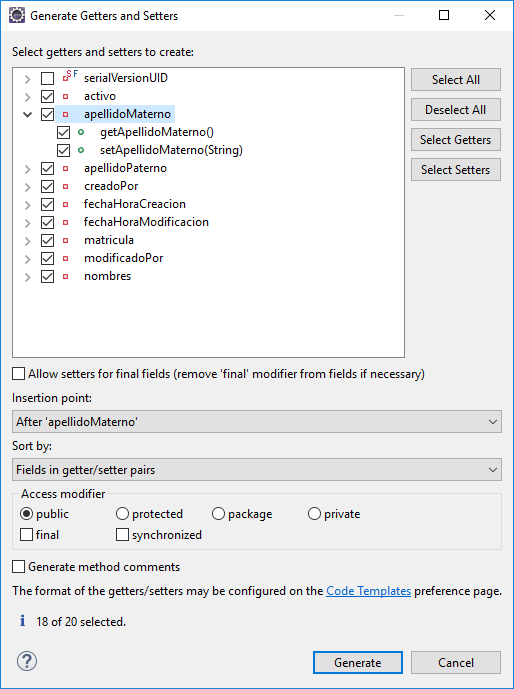 Generate Getters and Setters
Select getters and setters to create:
S F serialVersionUID
activo
apellidoMaterno
getApellidoMaterno()
setApellidoMaterno(String)
apellidoPaterno
creadoPor
fechaHoraCreacion
fechaHoraModificacion
matricula
modificadoPor
nombres
Select All
Deselect All
Select Getters
Select Setters
Allow setters for final fields (remove 'final' modifier from fields if necessary)
Insertion point:
After 'apellidoMaterno'
Sort by:
Fields in getter/setter pairs
Access modifier
public protected package private
final synchronized
Generate method comments
The format of the getters/setters may be configured on the Code Templates preference page.
i 18 of 20 selected.
? Generate Cancel